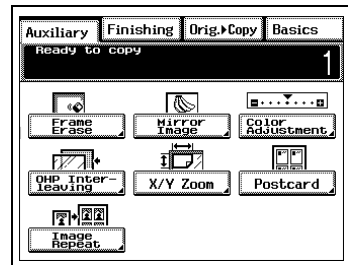 Auxiliary Finishing Orig.▸Copy Basics
Ready to copy
1
Frame
Erase
Mirror
Image
Color
Adjustment
OHP Inter-
leaving
X/Y Zoom
Postcard
Image
Repeat